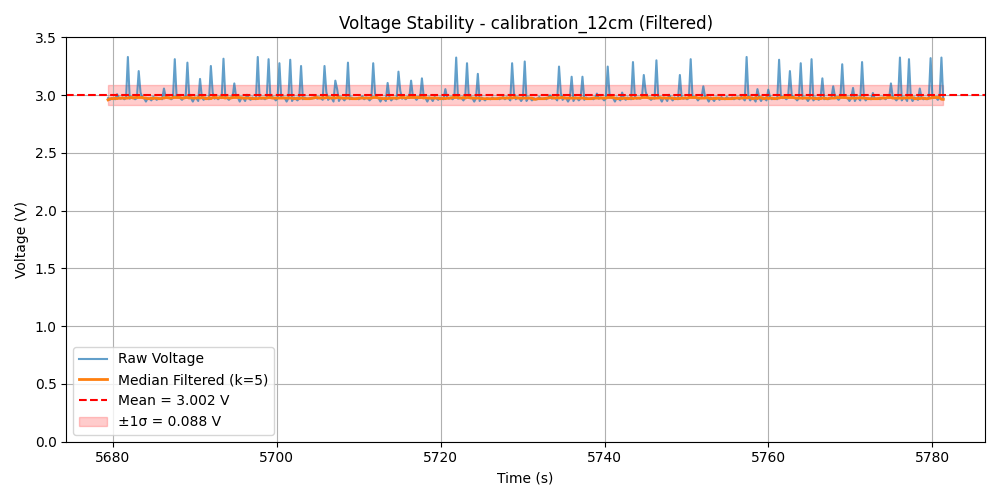 Voltage Stability - calibration_12cm (Filtered)
Voltage (V)
3.5
3.0
2.5
2.0
1.5
1.0
0.5
0.0
Raw Voltage
Median Filtered (k=5)
Mean = 3.002 V
±1σ = 0.088 V
5680 5700 5720 5740 5760 5780
Time (s)